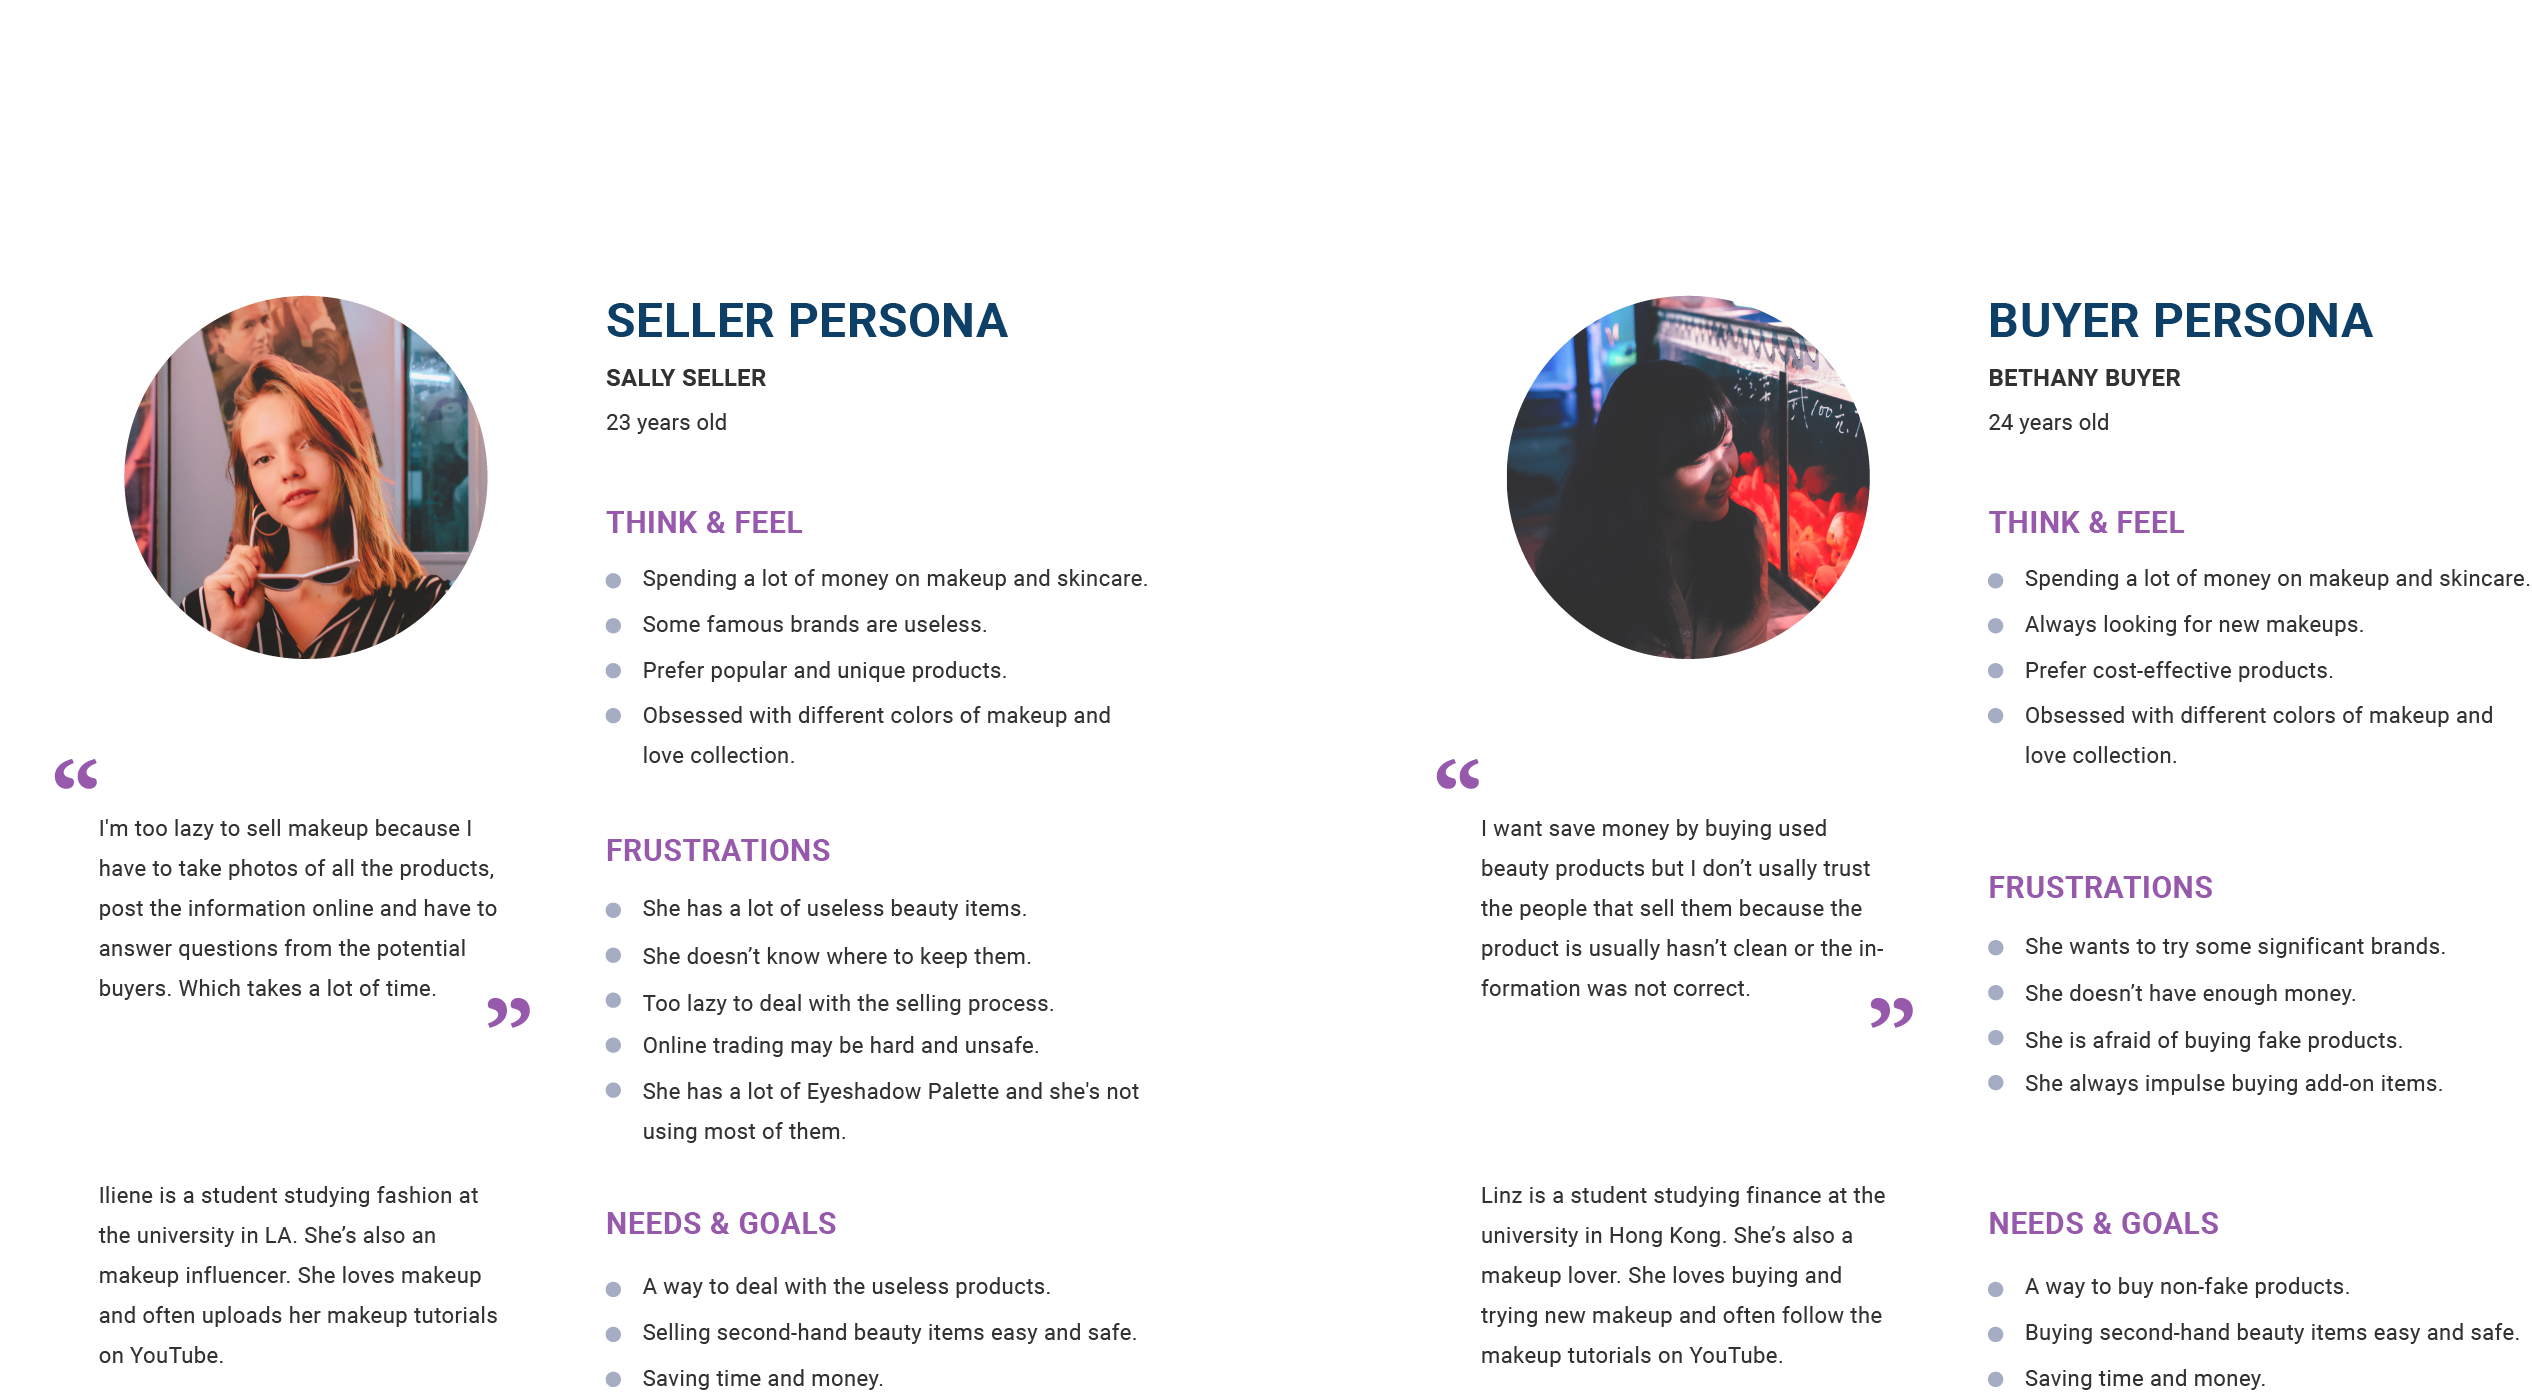 SELLER PERSONA
SALLY SELLER
23 years old
THINK & FEEL
Spending a lot of money on makeup and skincare.
Some famous brands are useless.
Prefer popular and unique products.
Obsessed with different colors of makeup and
love collection.
“
I'm too lazy to sell makeup because I
have to take photos of all the products,
post the information online and have to
answer questions from the potential
buyers. Which takes a lot of time.
”
FRUSTRATIONS
She has a lot of useless beauty items.
She doesn’t know where to keep them.
Too lazy to deal with the selling process.
Online trading may be hard and unsafe.
She has a lot of Eyeshadow Palette and she's not
using most of them.
Iliene is a student studying fashion at
the university in LA. She’s also an
makeup influencer. She loves makeup
and often uploads her makeup tutorials
on YouTube.
NEEDS & GOALS
A way to deal with the useless products.
Selling second-hand beauty items easy and safe.
Saving time and money.
BUYER PERSONA
BETHANY BUYER
24 years old
THINK & FEEL
Spending a lot of money on makeup and skincare.
Always looking for new makeups.
Prefer cost-effective products.
Obsessed with different colors of makeup and
love collection.
“
I want save money by buying used
beauty products but I don’t usally trust
the people that sell them because the
product is usually hasn’t clean or the in-
formation was not correct.
”
FRUSTRATIONS
She wants to try some significant brands.
She doesn’t have enough money.
She is afraid of buying fake products.
She always impulse buying add-on items.
Linz is a student studying finance at the
university in Hong Kong. She’s also a
makeup lover. She loves buying and
trying new makeup and often follow the
makeup tutorials on YouTube.
NEEDS & GOALS
A way to buy non-fake products.
Buying second-hand beauty items easy and safe.
Saving time and money.